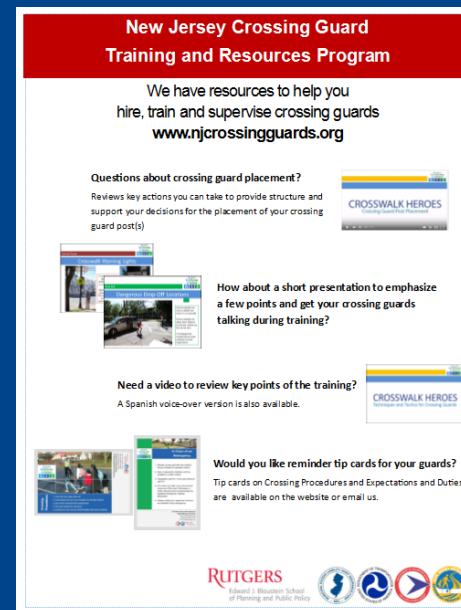 New Jersey Crossing Guard
Training and Resources Program
We have resources to help you
hire, train and supervise crossing guards
www.njcrossingguards.org
Questions about crossing guard placement?
Reviews key actions you can take to provide structure and
support your decisions for the placement of your crossing
guard post(s)
CROSSWALK HEROES
Crossing Guard Post Placement
Crosswalk Warning Lights
Dangerous Drop-Off Locations
How about a short presentation to emphasize
a few points and get your crossing guards
talking during training?
Need a video to review key points of the training?
A Spanish voice-over version is also available.
CROSSWALK HEROES
Techniques and Tactics for Crossing Guards
Would you like reminder tip cards for your guards?
Tip cards on Crossing Procedures and Expectations and Duties
are available on the website or email us.
RUTGERS
Edward J. Bloustein School
of Planning and Public Policy